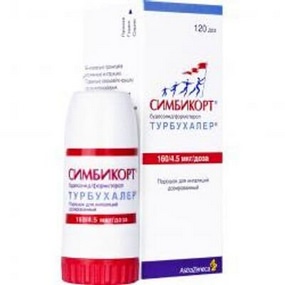 120 доз
СИМБИКОРТ®
будесонид/формотерол
ТУРБУХАЛЕР®
160/4.5 мкг/доза
Порошок для ингаляций
дозированный
AstraZeneca
СИМБИКОРТ®
будесонид/формотерол
ТУРБУХАЛЕР®
Порошок для ингаляций
дозированный
160/4.5 мкг/доза